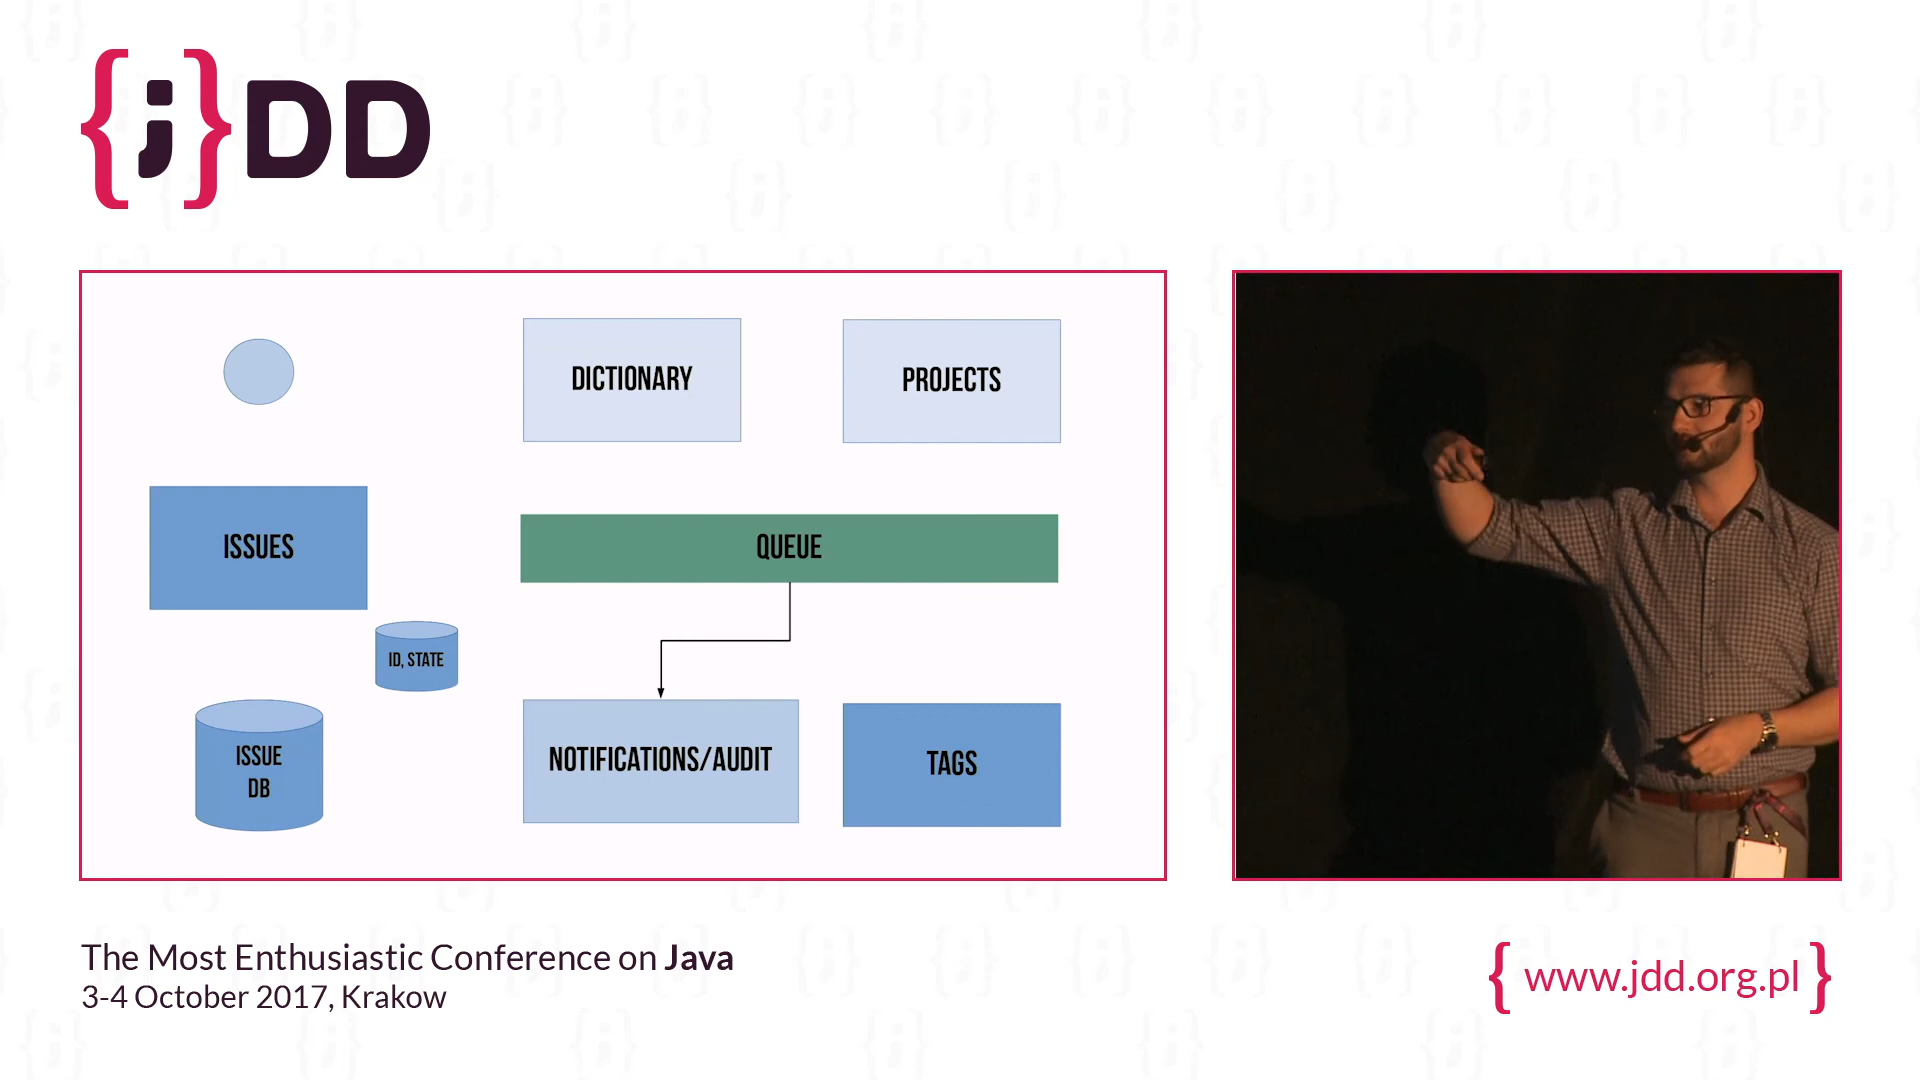 {;}DD
DICTIONARY
PROJECTS
ISSUES
QUEUE
ID, STATE
ISSUE
DB
NOTIFICATIONS/AUDIT
TAGS
The Most Enthusiastic Conference on Java
3-4 October 2017, Krakow
{ www.jdd.org.pl }